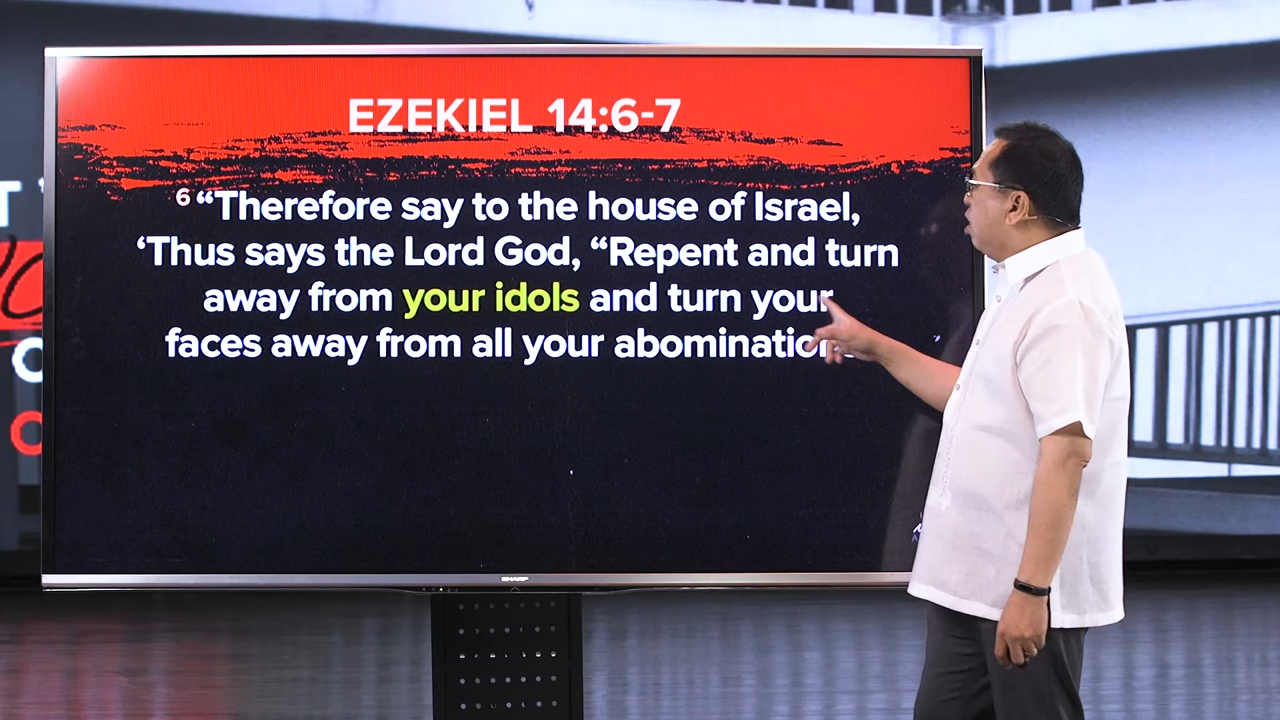 EZEKIEL 14:6-7
6 “Therefore say to the house of Israel,
‘Thus says the Lord God, “Repent and turn
away from your idols and turn your
faces away from all your
SHARP